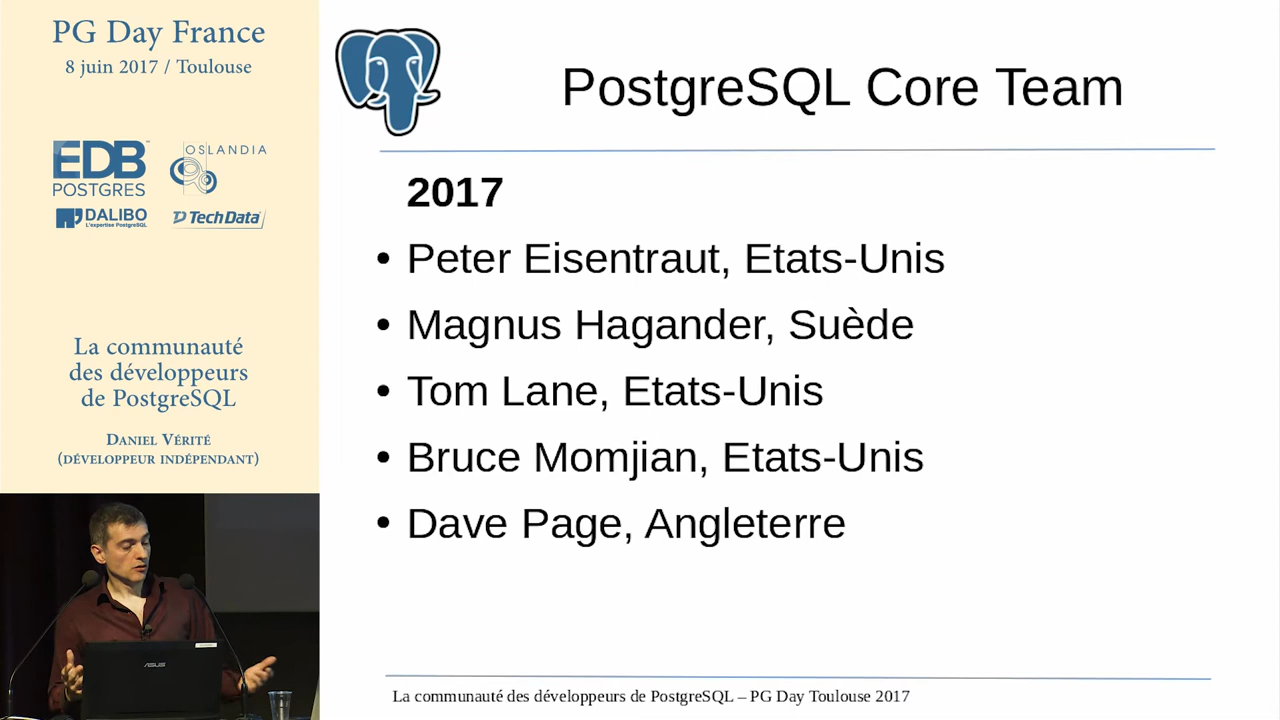 PG Day France
8 juin 2017 / Toulouse
EDB
POSTGRES
OSLANDIA
DALIBO
L'expertise PostgreSQL
TechData
La communauté
des développeurs
de PostgreSQL
Daniel Vérité
(développeur indépendant)
ASUS
PostgreSQL Core Team
2017
• Peter Eisentraut, Etats-Unis
• Magnus Hagander, Suède
• Tom Lane, Etats-Unis
• Bruce Momjian, Etats-Unis
• Dave Page, Angleterre
La communauté des développeurs de PostgreSQL – PG Day Toulouse 2017